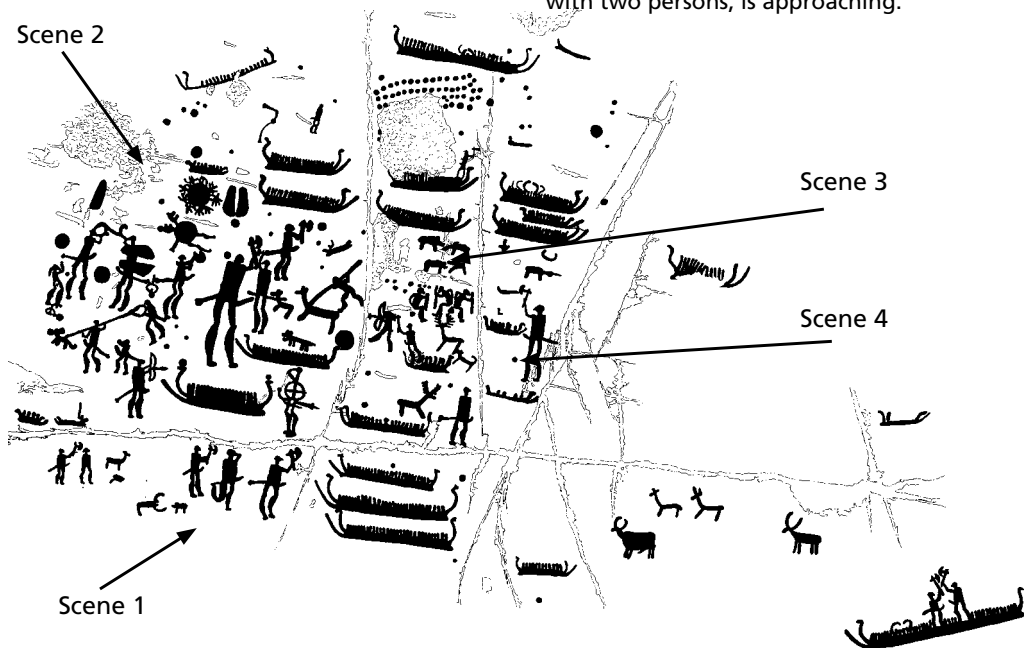 with two persons, is approaching.
Scene 2
Scene 3
Scene 4
Scene 1